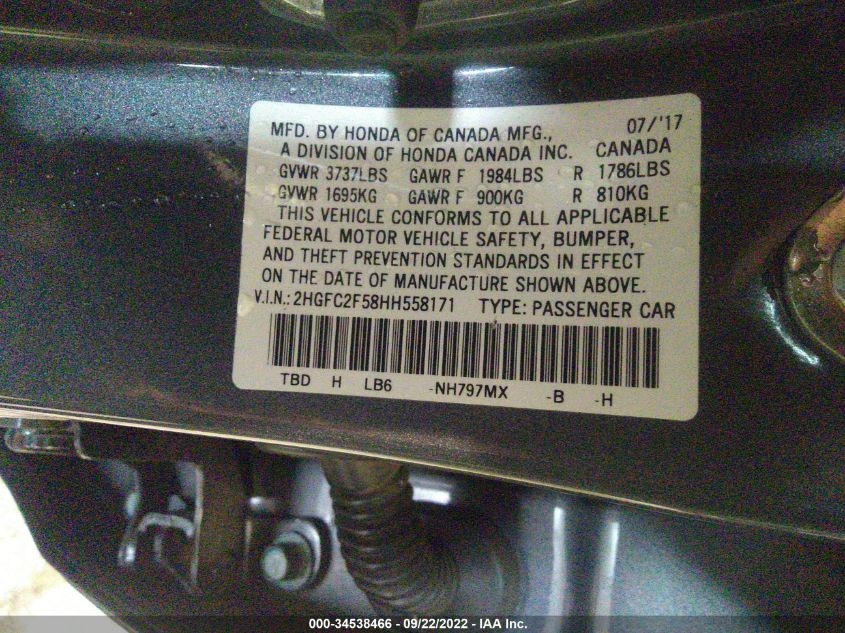 MFD. BY HONDA OF CANADA MFG., 07/'17
A DIVISION OF HONDA CANADA INC. CANADA
GVWR 3737LBS GAWR F 1984LBS R 1786LBS
GVWR 1695KG GAWR F 900KG R 810KG
THIS VEHICLE CONFORMS TO ALL APPLICABLE
FEDERAL MOTOR VEHICLE SAFETY, BUMPER,
AND THEFT PREVENTION STANDARDS IN EFFECT
ON THE DATE OF MANUFACTURE SHOWN ABOVE.
V.I.N.:2HGFC2F58HH558171 TYPE: PASSENGER CAR
TBD H LB6 -NH797MX -B -H
000-34538466 - 09/22/2022 - IAA Inc.